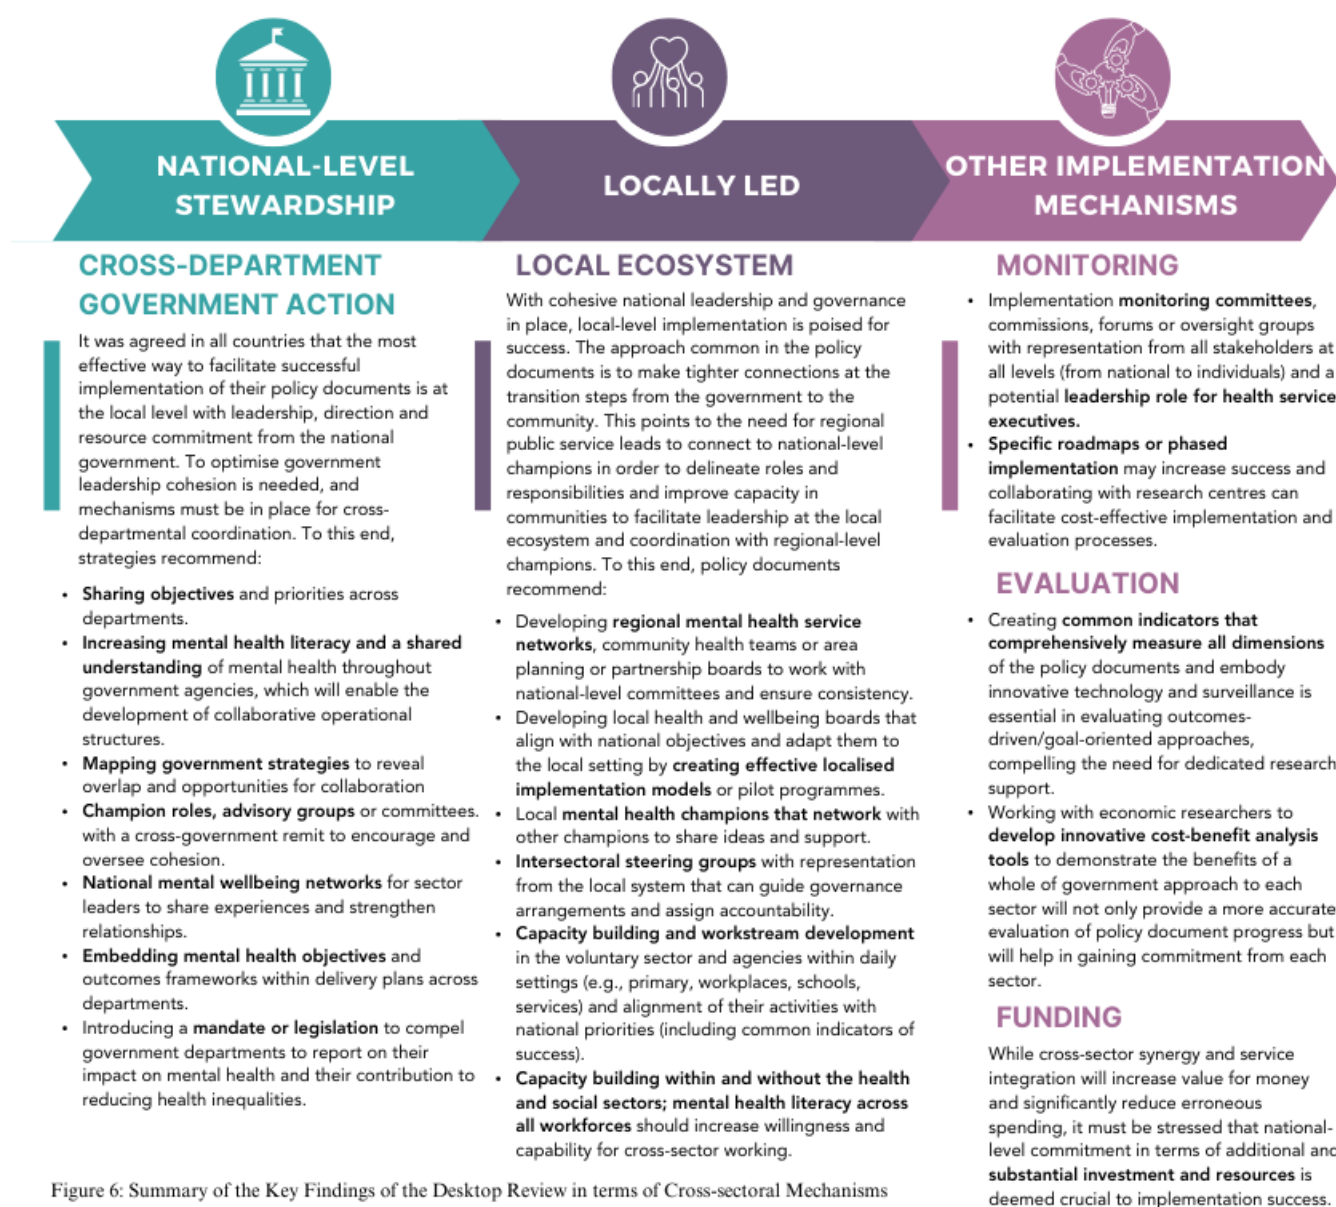 NATIONAL-LEVEL
STEWARDSHIP
CROSS-DEPARTMENT
GOVERNMENT ACTION
It was agreed in all countries that the most
effective way to facilitate successful
implementation of their policy documents is at
the local level with leadership, direction and
resource commitment from the national
government. To optimise government
leadership cohesion is needed, and
mechanisms must be in place for cross-
departmental coordination. To this end,
strategies recommend:
• Sharing objectives and priorities across
departments.
• Increasing mental health literacy and a shared
understanding of mental health throughout
government agencies, which will enable the
development of collaborative operational
structures.
• Mapping government strategies to reveal
overlap and opportunities for collaboration
• Champion roles, advisory groups or committees.
with a cross-government remit to encourage and
oversee cohesion.
• National mental wellbeing networks for sector
leaders to share experiences and strengthen
relationships.
• Embedding mental health objectives and
outcomes frameworks within delivery plans across
departments.
• Introducing a mandate or legislation to compel
government departments to report on their
impact on mental health and their contribution to
reducing health inequalities.
LOCALLY LED
LOCAL ECOSYSTEM
With cohesive national leadership and governance
in place, local-level implementation is poised for
success. The approach common in the policy
documents is to make tighter connections at the
transition steps from the government to the
community. This points to the need for regional
public service leads to connect to national-level
champions in order to delineate roles and
responsibilities and improve capacity in
communities to facilitate leadership at the local
ecosystem and coordination with regional-level
champions. To this end, policy documents
recommend:
• Developing regional mental health service
networks, community health teams or area
planning or partnership boards to work with
national-level committees and ensure consistency.
• Developing local health and wellbeing boards that
align with national objectives and adapt them to
the local setting by creating effective localised
implementation models or pilot programmes.
• Local mental health champions that network with
other champions to share ideas and support.
• Intersectoral steering groups with representation
from the local system that can guide governance
arrangements and assign accountability.
• Capacity building and workstream development
in the voluntary sector and agencies within daily
settings (e.g., primary, workplaces, schools,
services) and alignment of their activities with
national priorities (including common indicators of
success).
• Capacity building within and without the health
and social sectors; mental health literacy across
all workforces should increase willingness and
capability for cross-sector working.
OTHER IMPLEMENTATION
MECHANISMS
MONITORING
• Implementation monitoring committees,
commissions, forums or oversight groups
with representation from all stakeholders at
all levels (from national to individuals) and a
potential leadership role for health service
executives.
• Specific roadmaps or phased
implementation may increase success and
collaborating with research centres can
facilitate cost-effective implementation and
evaluation processes.
EVALUATION
• Creating common indicators that
comprehensively measure all dimensions
of the policy documents and embody
innovative technology and surveillance is
essential in evaluating outcomes-
driven/goal-oriented approaches,
compelling the need for dedicated research
support.
• Working with economic researchers to
develop innovative cost-benefit analysis
tools to demonstrate the benefits of a
whole of government approach to each
sector will not only provide a more accurate
evaluation of policy document progress but
will help in gaining commitment from each
sector.
FUNDING
While cross-sector synergy and service
integration will increase value for money
and significantly reduce erroneous
spending, it must be stressed that national-
level commitment in terms of additional and
substantial investment and resources is
deemed crucial to implementation success.
Figure 6: Summary of the Key Findings of the Desktop Review in terms of Cross-sectoral Mechanisms